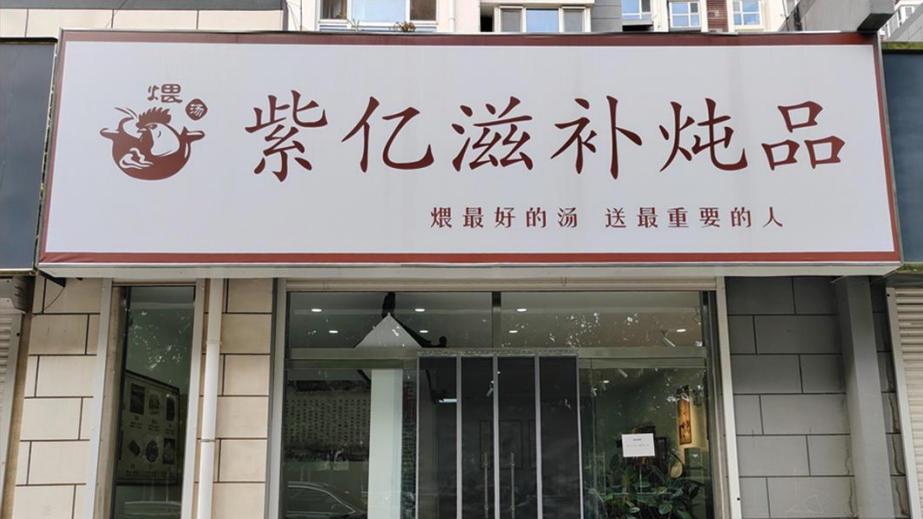 煨汤
紫亿滋补炖品
煨最好的汤 送最重要的人